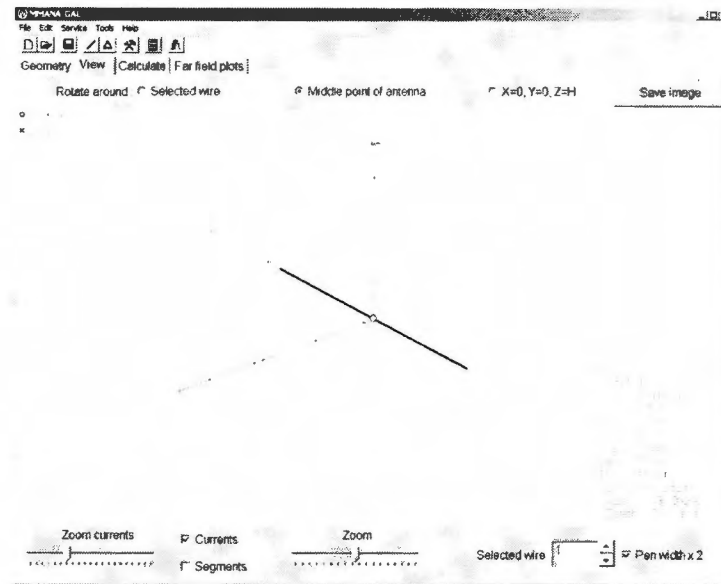 MMANA-GAL
File Edit Service Tools Help
Geometry View Calculate Far field plots
Rotate around Selected wire Middle point of antenna X=0, Y=0, Z=H Save image
Zoom currents Currents Segments Zoom Selected wire 1 Pen width x 2